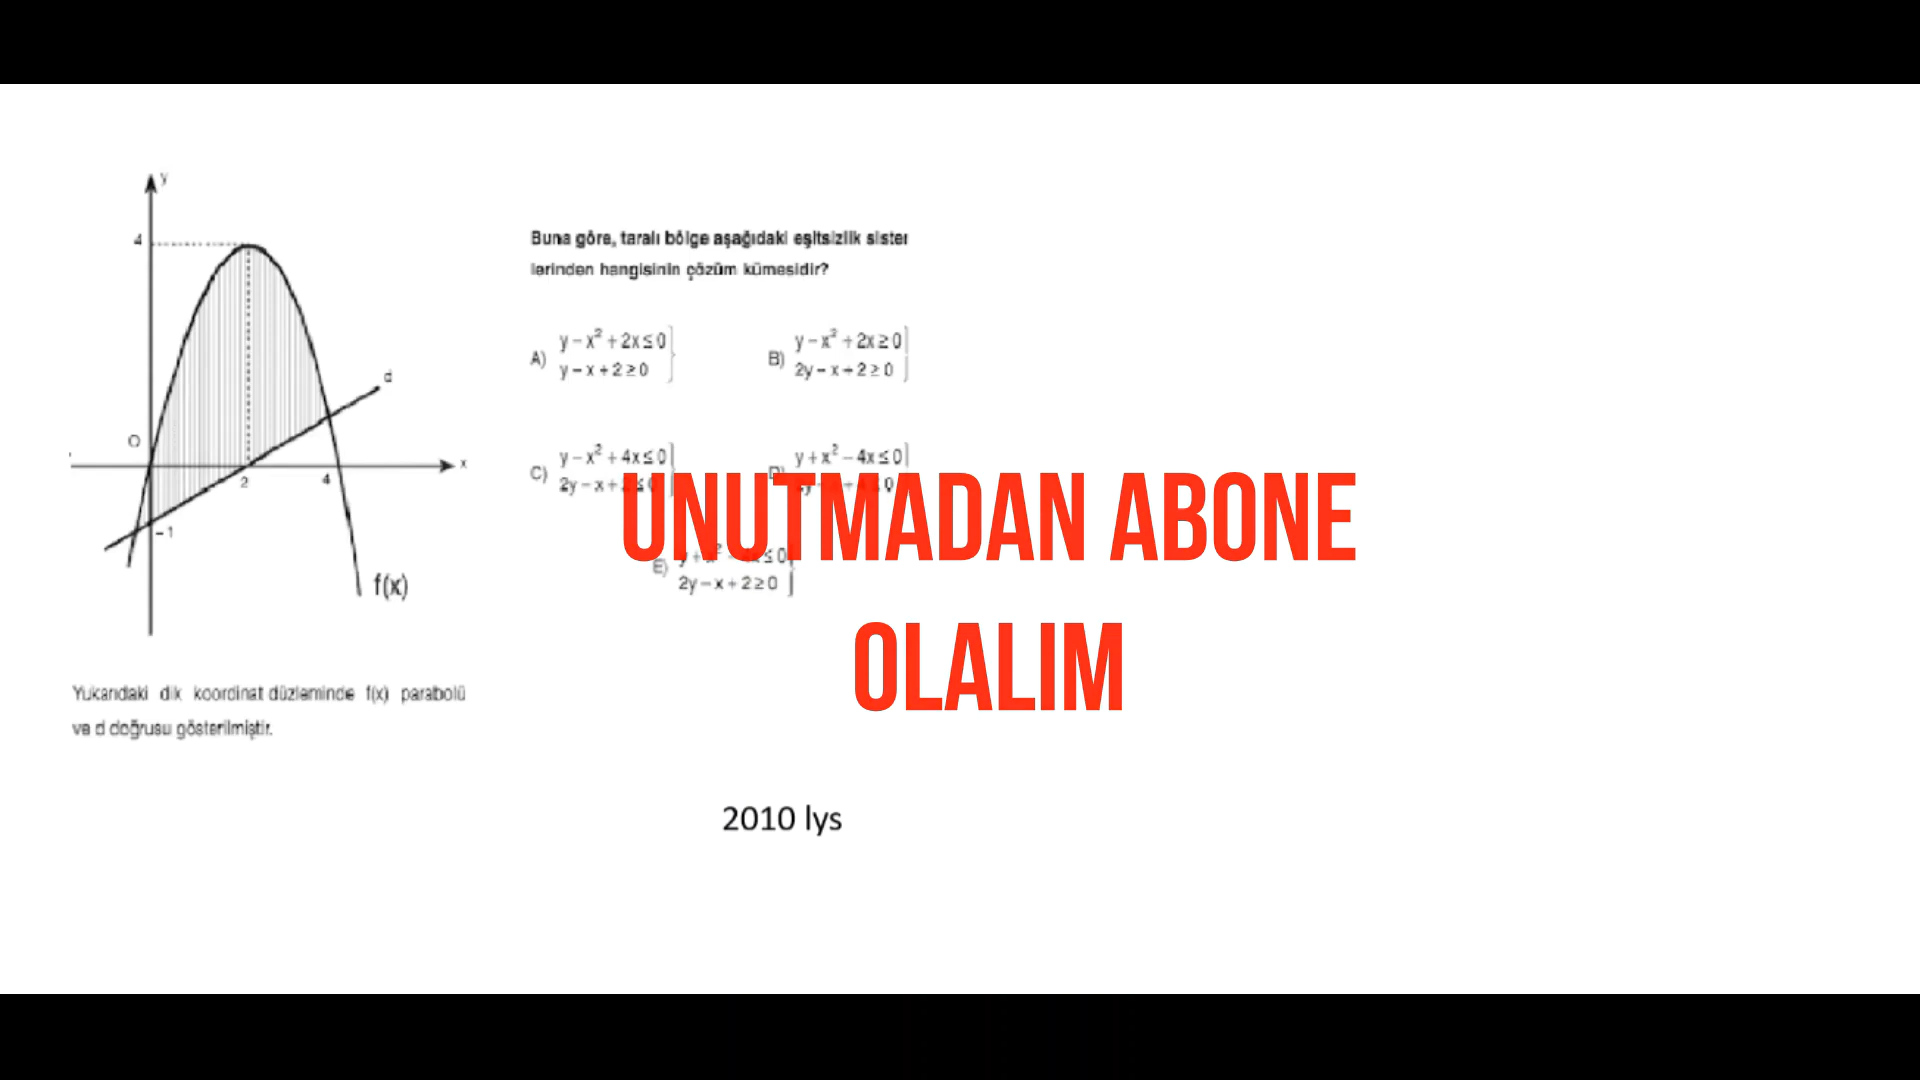 y
4
d
O
x
2
4
-1
f(x)
Yukarıdaki dik koordinat düzleminde f(x) parabolü
ve d doğrusu gösterilmiştir.
Buna göre, taralı bölge aşağıdaki eşitsizlik sister
lerinden hangisinin çözüm kümesidir?
A) y-x²+2x≤0
y-x+2≥0
B) y-x²+2x≥0
2y-x+2≥0
C) y-x²+4x≤0
2y-x+
y+x²-4x≤0
E)
2y-x+2≥0
UNUTMADAN ABONE
OLALIM
2010 lys